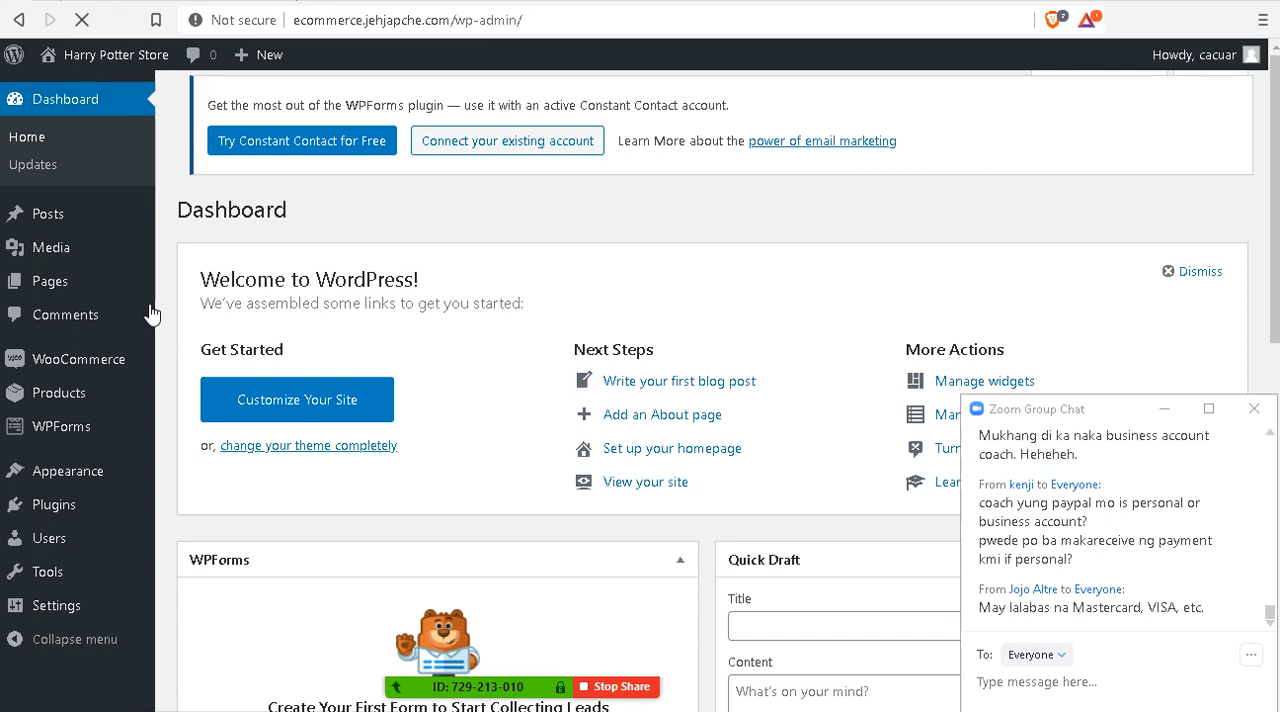 Not secure
ecommerce.jehjapche.com/wp-admin/
2
1
Harry Potter Store
0
New
Howdy, cacuar
Dashboard
Home
Updates
Posts
Media
Pages
Comments
WooCommerce
Products
WPForms
Appearance
Plugins
Users
Tools
Settings
Collapse menu
Get the most out of the WPForms plugin — use it with an active Constant Contact account.
Try Constant Contact for Free
Connect your existing account
Learn More about the power of email marketing
Dashboard
Welcome to WordPress!
Dismiss
We've assembled some links to get you started:
Get Started
Customize Your Site
or, change your theme completely
Next Steps
Write your first blog post
Add an About page
Set up your homepage
View your site
More Actions
Manage widgets
Man
Turn
Lear
WPForms
Create Your First Form to Start Collecting Leads
Quick Draft
Title
Content
What's on your mind?
ID: 729-213-010
Stop Share
Zoom Group Chat
Mukhang di ka naka business account
coach. Heheheh.
From kenji to Everyone:
coach yung paypal mo is personal or
business account?
pwede po ba makareceive ng payment
kmi if personal?
From Jojo Altre to Everyone:
May lalabas na Mastercard, VISA, etc.
To: Everyone
Type message here...